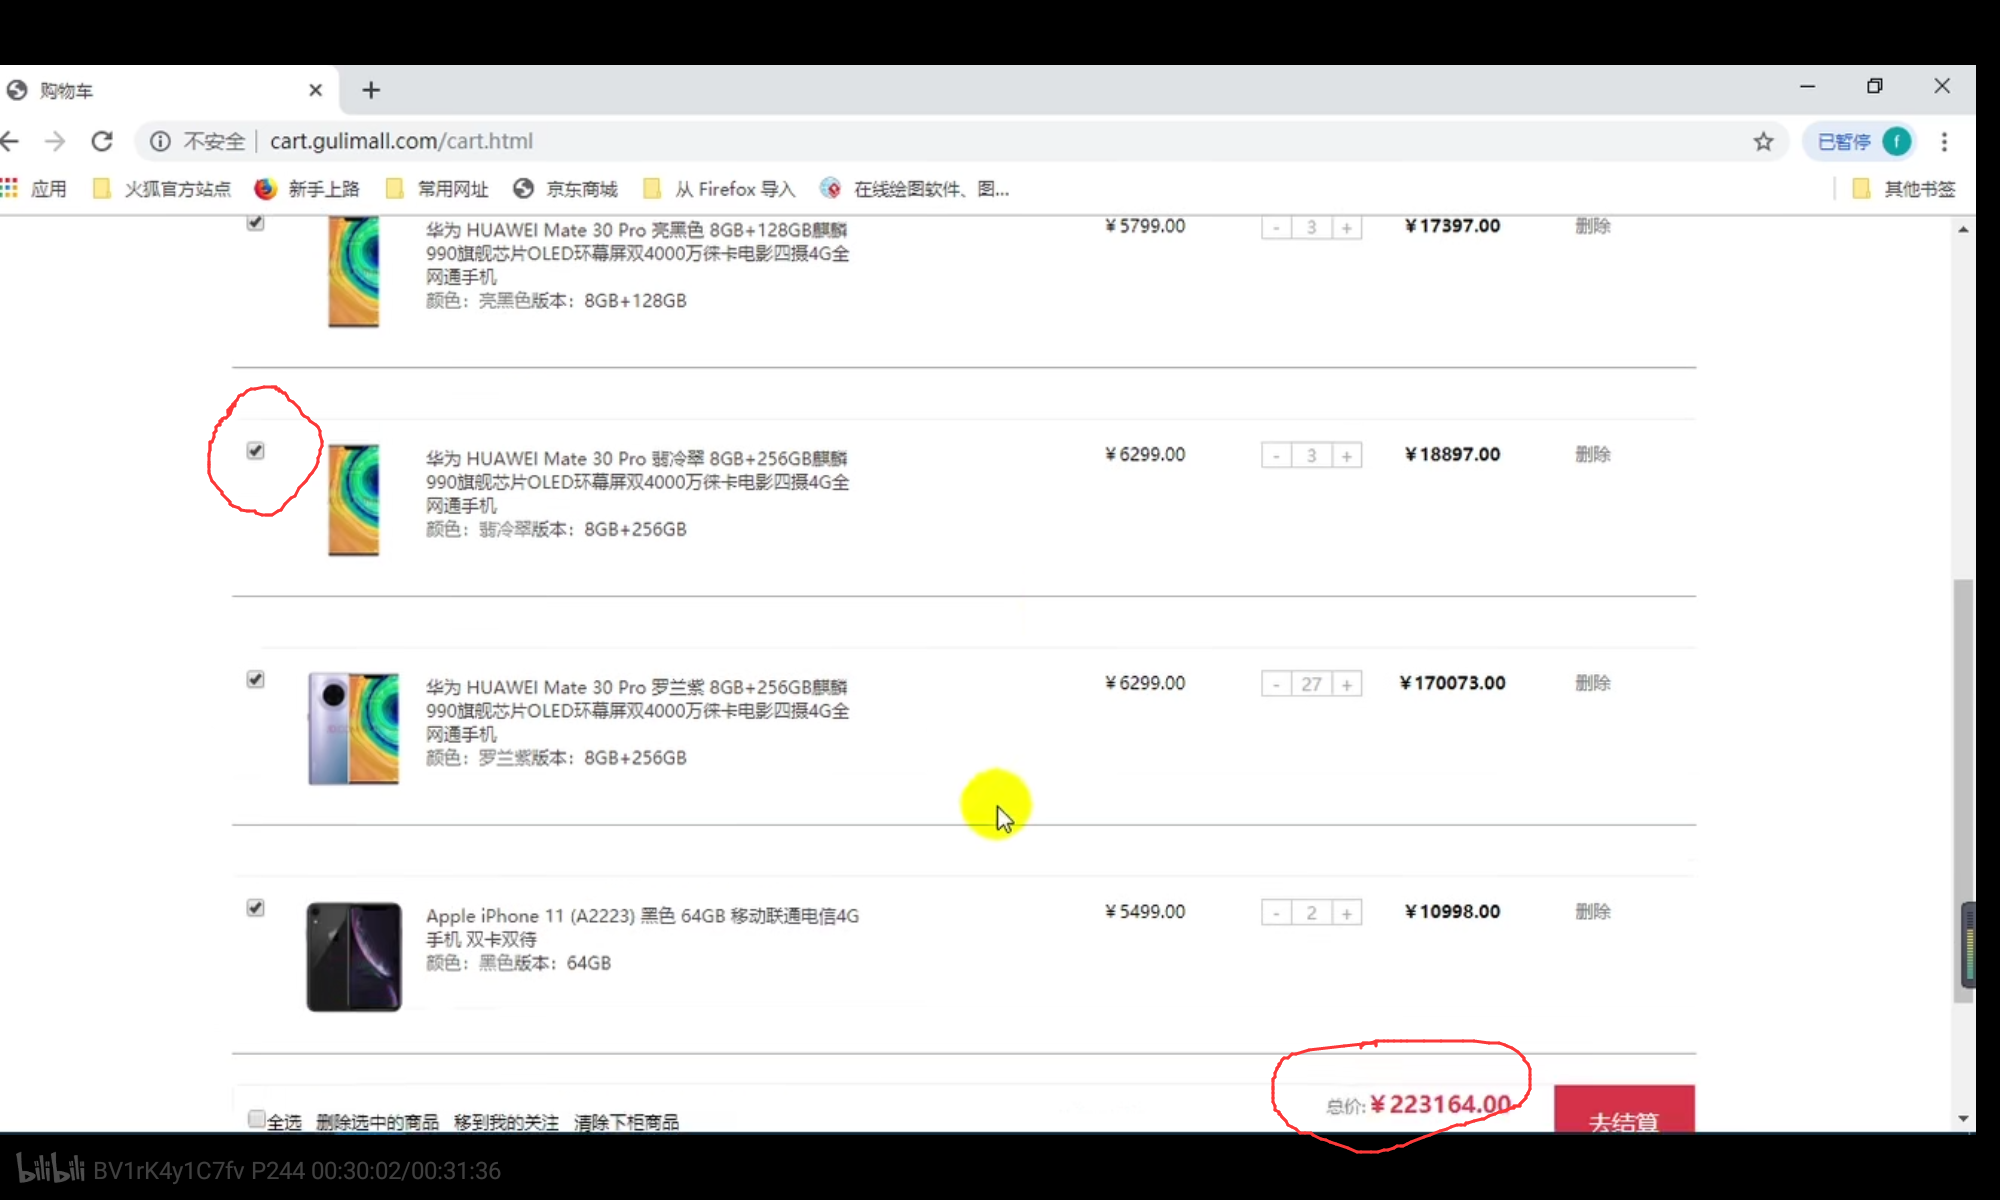 购物车
不安全 cart.gulimall.com/cart.html 已暂停 f
应用 火狐官方站点 新手上路 常用网址 京东商城 从 Firefox 导入 在线绘图软件、图... 其他书签
华为 HUAWEI Mate 30 Pro 亮黑色 8GB+128GB麒麟 ¥5799.00 - 3 + ¥17397.00 删除
990旗舰芯片OLED环幕屏双4000万徕卡电影四摄4G全
网通手机
颜色：亮黑色版本：8GB+128GB
华为 HUAWEI Mate 30 Pro 翡冷翠 8GB+256GB麒麟 ¥6299.00 - 3 + ¥18897.00 删除
990旗舰芯片OLED环幕屏双4000万徕卡电影四摄4G全
网通手机
颜色：翡冷翠版本：8GB+256GB
华为 HUAWEI Mate 30 Pro 罗兰紫 8GB+256GB麒麟 ¥6299.00 - 27 + ¥170073.00 删除
990旗舰芯片OLED环幕屏双4000万徕卡电影四摄4G全
网通手机
颜色：罗兰紫版本：8GB+256GB
Apple iPhone 11 (A2223) 黑色 64GB 移动联通电信4G ¥5499.00 - 2 + ¥10998.00 删除
手机 双卡双待
颜色：黑色版本：64GB
总价:¥223164.00
全选 删除选中的商品 移到我的关注 清除下柜商品 去结算
bilibili BV1rK4y1C7fv P244 00:30:02/00:31:36